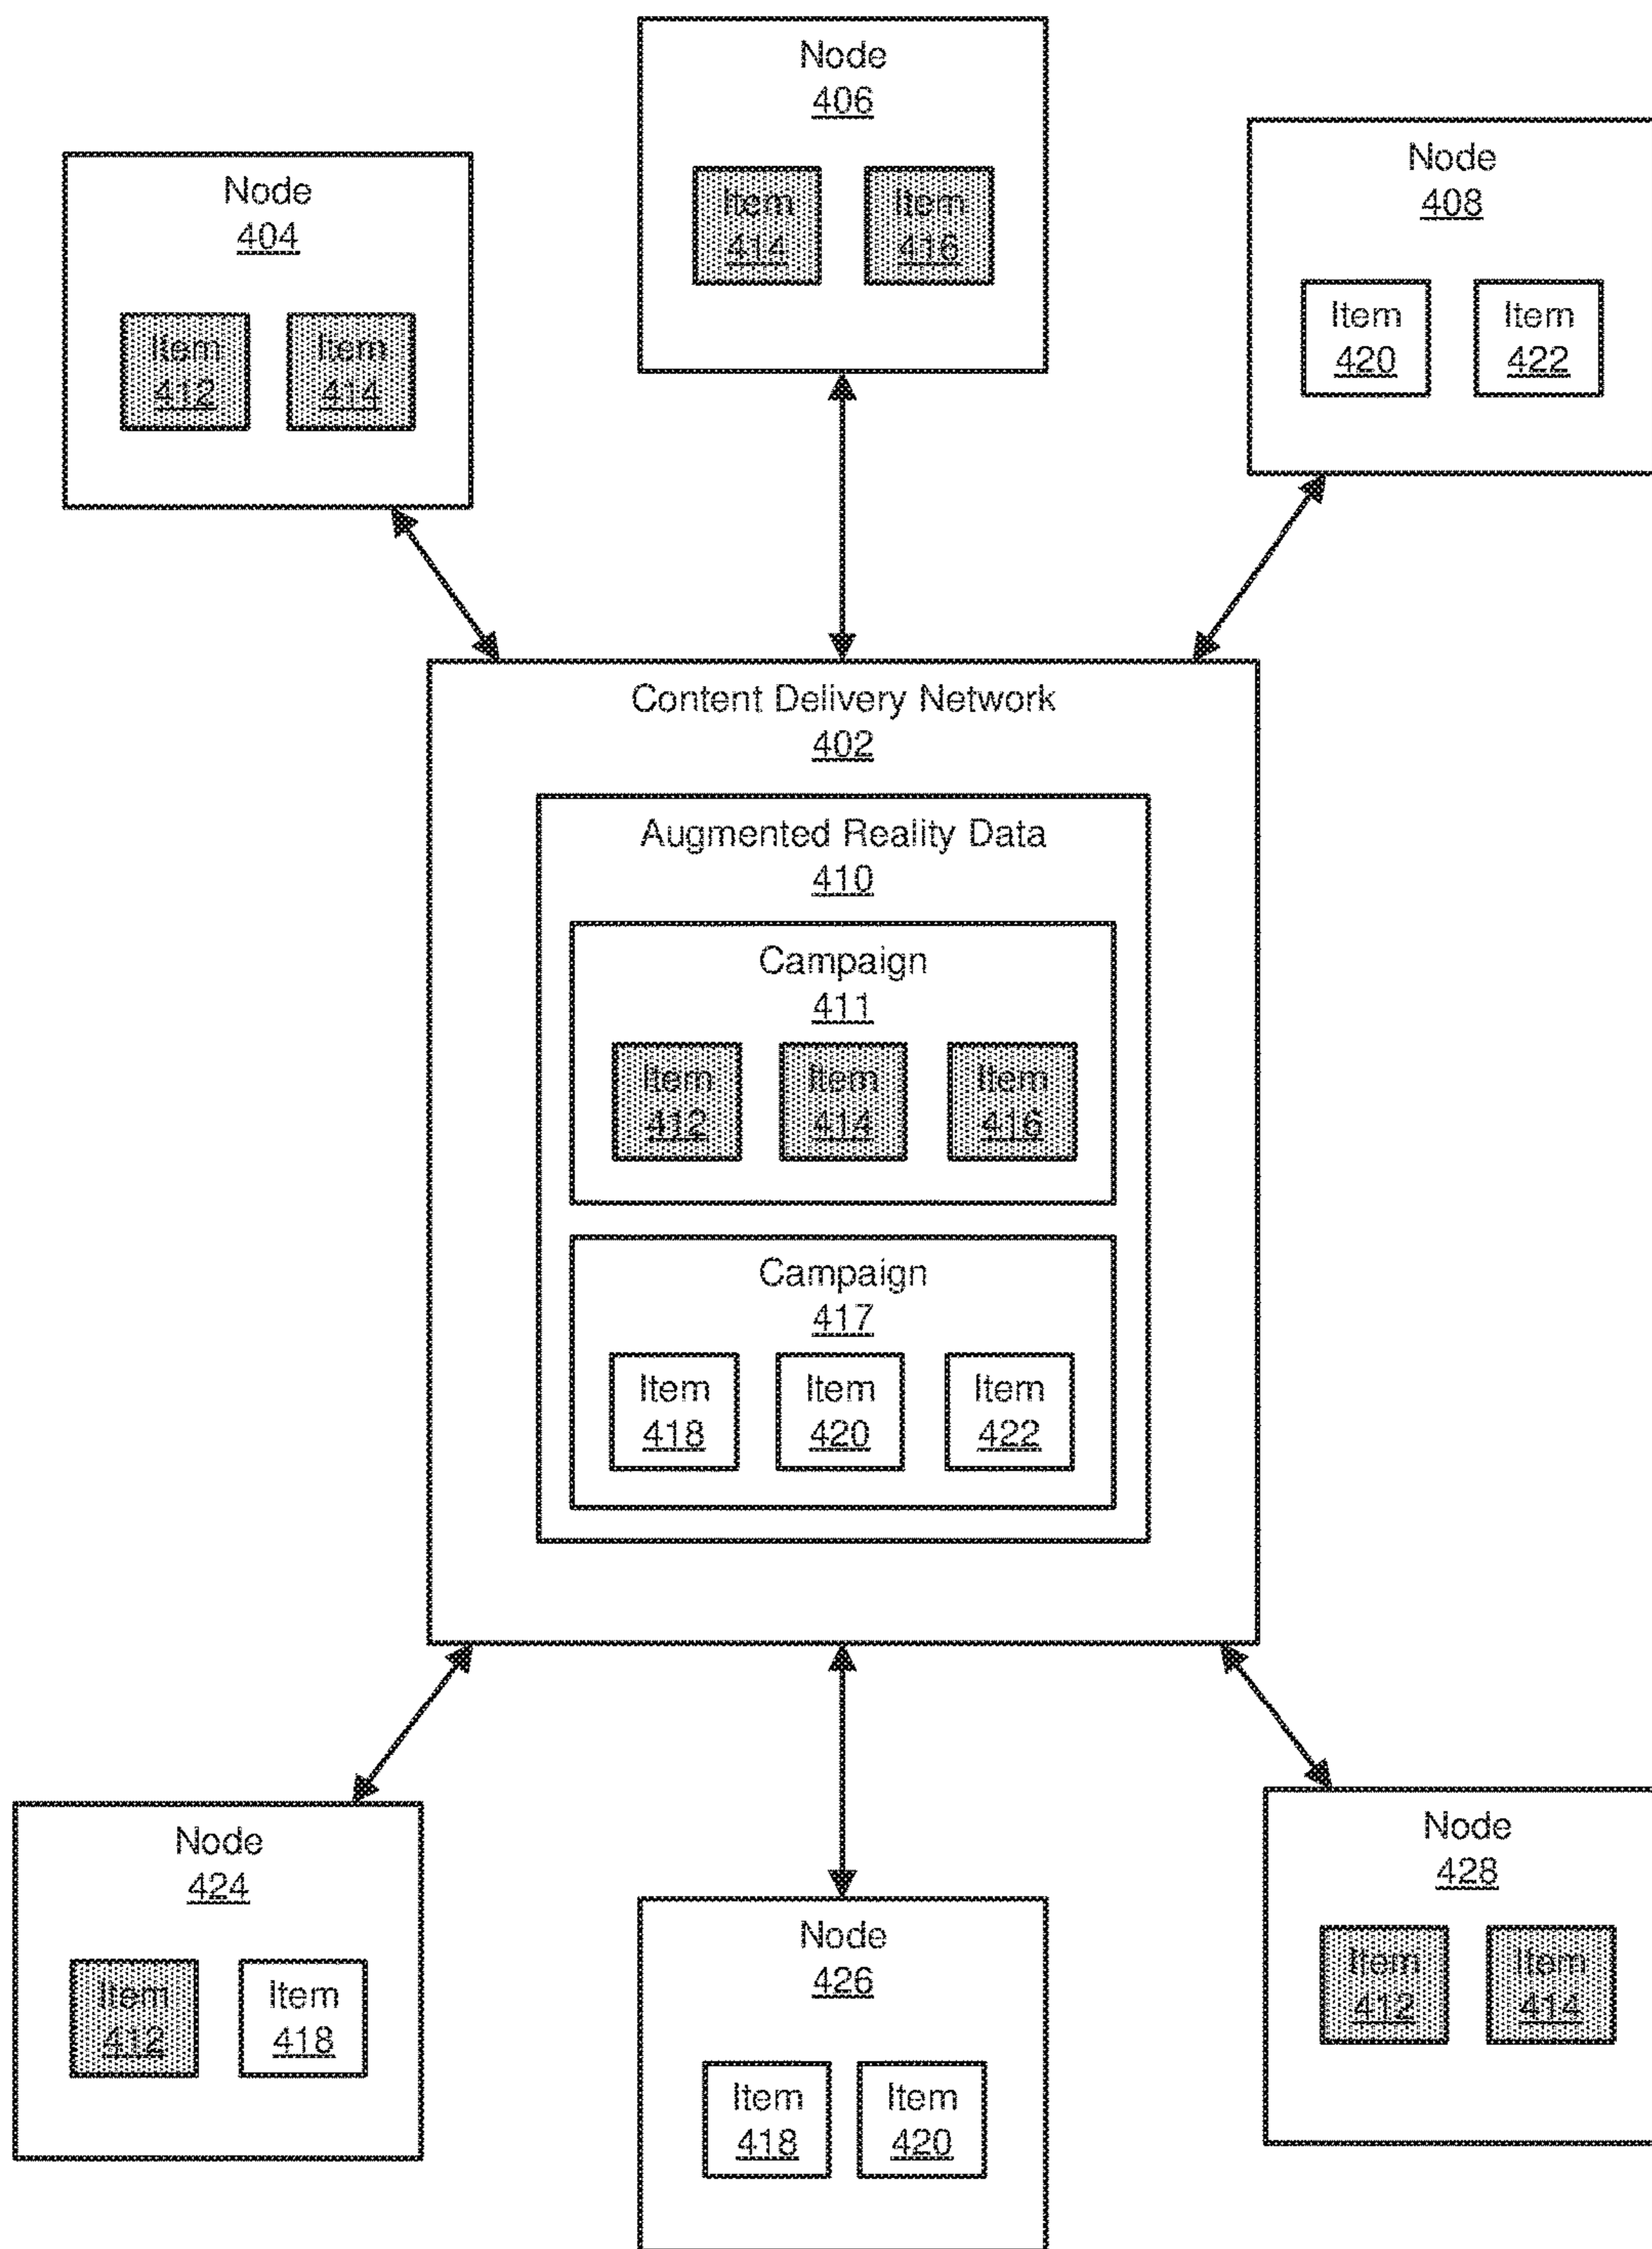 Node
406
Item
414
Item
416
Node
404
Item
412
Item
414
Node
408
Item
420
Item
422
Content Delivery Network
402
Augmented Reality Data
410
Campaign
411
Item
412
Item
414
Item
416
Campaign
417
Item
418
Item
420
Item
422
Node
424
Item
412
Item
418
Node
426
Item
418
Item
420
Node
428
Item
412
Item
414